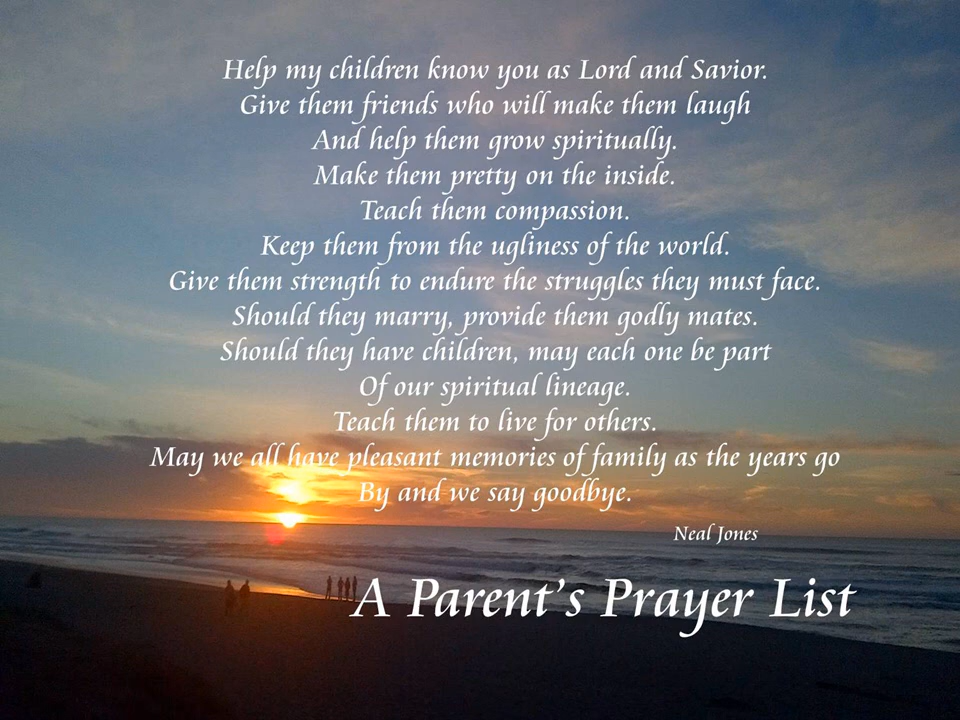 Help my children know you as Lord and Savior.
Give them friends who will make them laugh
And help them grow spiritually.
Make them pretty on the inside.
Teach them compassion.
Keep them from the ugliness of the world.
Give them strength to endure the struggles they must face.
Should they marry, provide them godly mates.
Should they have children, may each one be part
Of our spiritual lineage.
Teach them to live for others.
May we all have pleasant memories of family as the years go
By and we say goodbye.
Neal Jones
A Parent's Prayer List